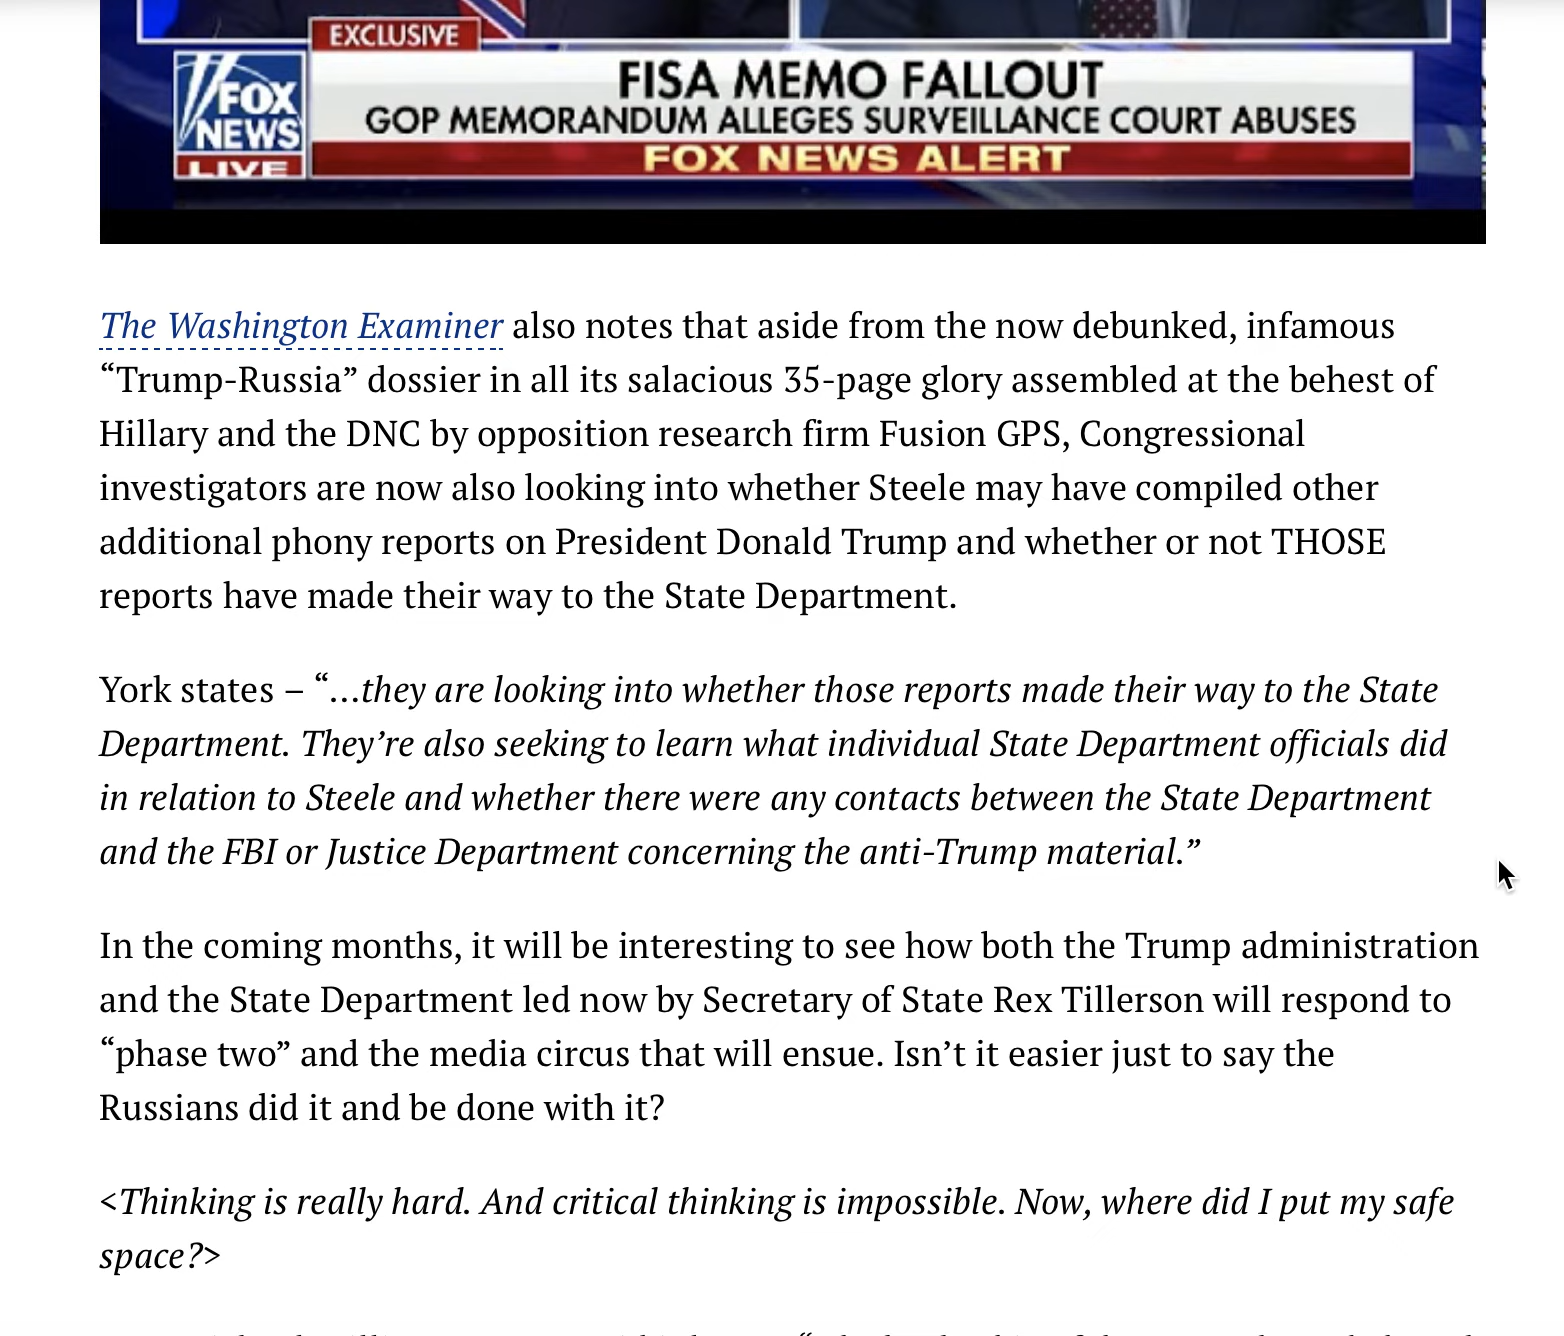 EXCLUSIVE
FOX
NEWS
LIVE
FISA MEMO FALLOUT
GOP MEMORANDUM ALLEGES SURVEILLANCE COURT ABUSES
FOX NEWS ALERT
The Washington Examiner also notes that aside from the now debunked, infamous
“Trump-Russia” dossier in all its salacious 35-page glory assembled at the behest of
Hillary and the DNC by opposition research firm Fusion GPS, Congressional
investigators are now also looking into whether Steele may have compiled other
additional phony reports on President Donald Trump and whether or not THOSE
reports have made their way to the State Department.
York states – “…they are looking into whether those reports made their way to the State
Department. They’re also seeking to learn what individual State Department officials did
in relation to Steele and whether there were any contacts between the State Department
and the FBI or Justice Department concerning the anti-Trump material.”
In the coming months, it will be interesting to see how both the Trump administration
and the State Department led now by Secretary of State Rex Tillerson will respond to
“phase two” and the media circus that will ensue. Isn’t it easier just to say the
Russians did it and be done with it?
<Thinking is really hard. And critical thinking is impossible. Now, where did I put my safe
space?>